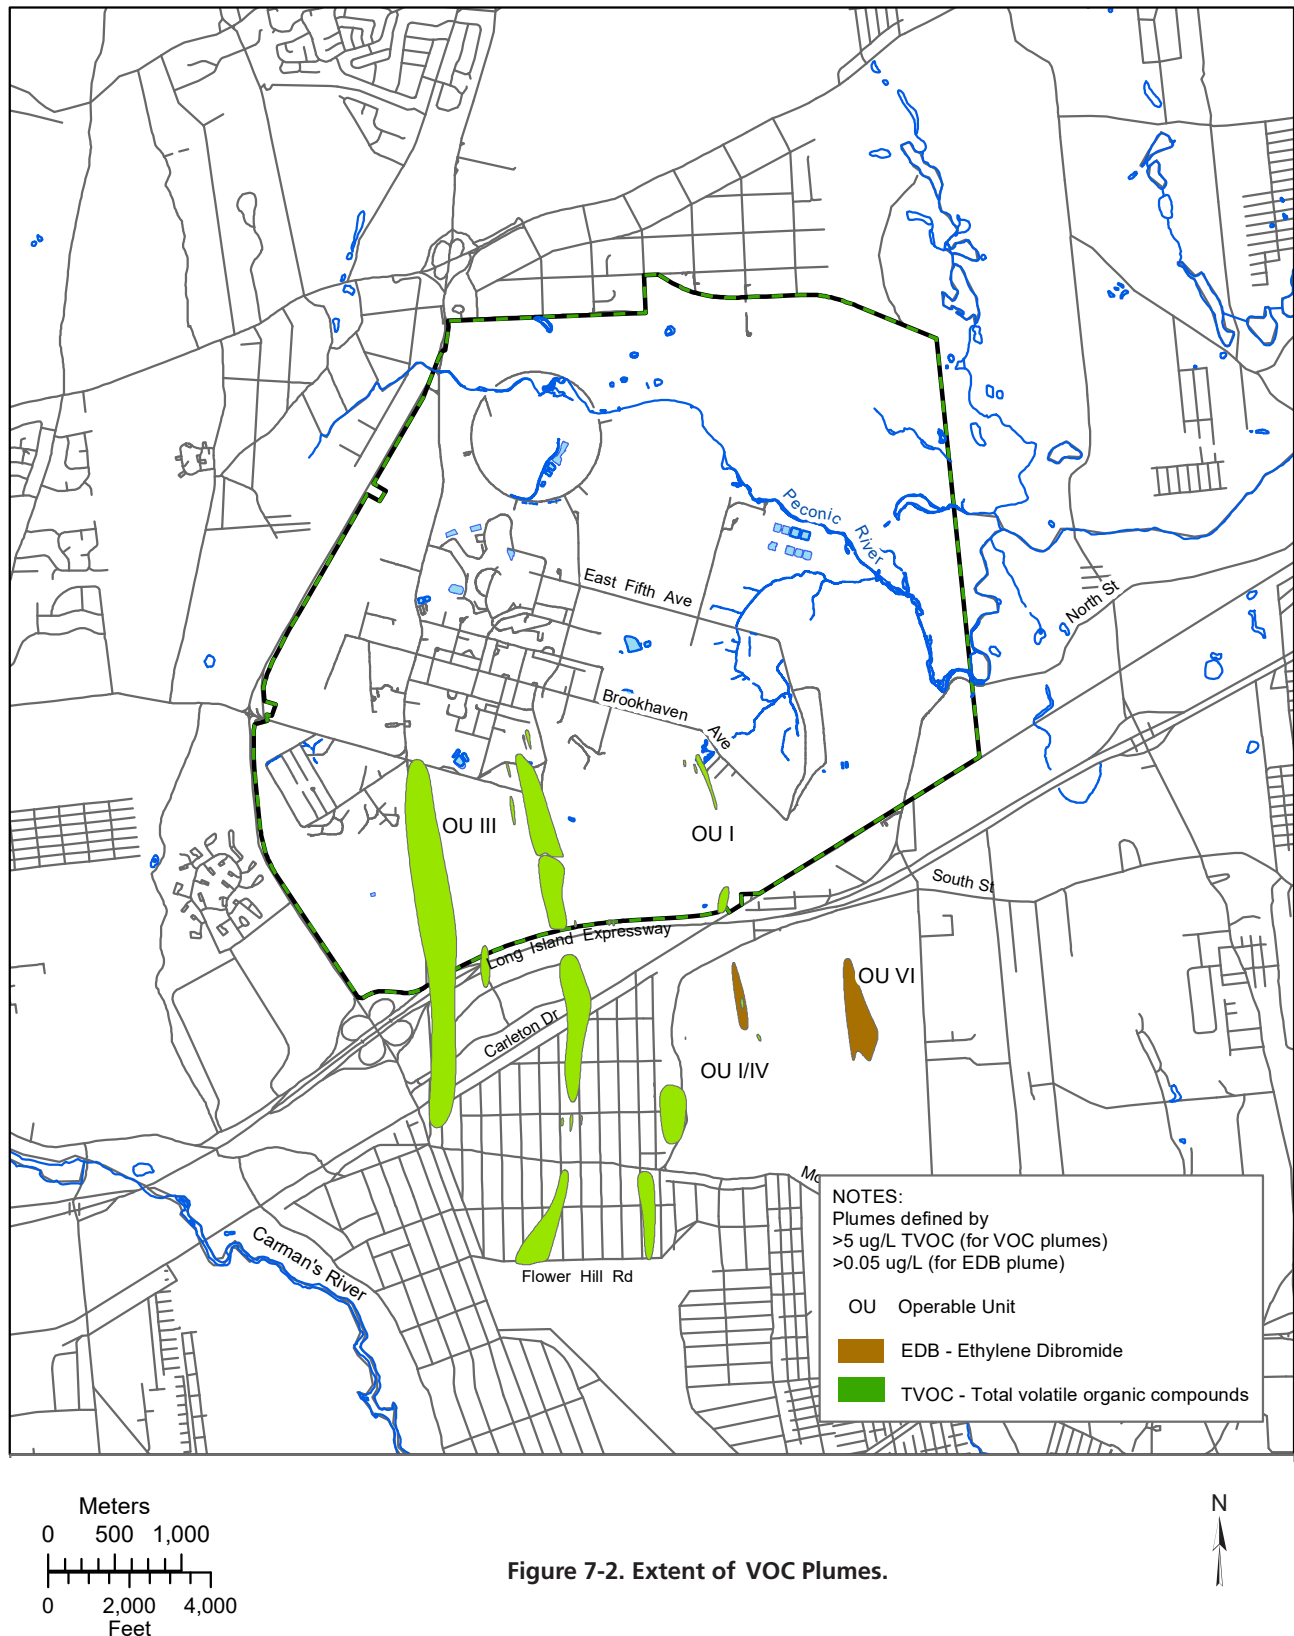 Peconic River
East Fifth Ave
North St
Brookhaven Ave
OU III
OU I
South St
Long Island Expressway
OU VI
Carleton Dr
OU I/IV
Carman's River
Flower Hill Rd
NOTES:
Plumes defined by
>5 ug/L TVOC (for VOC plumes)
>0.05 ug/L (for EDB plume)
OU Operable Unit
EDB - Ethylene Dibromide
TVOC - Total volatile organic compounds
Meters
0 500 1,000
0 2,000 4,000
Feet
N
Figure 7-2. Extent of VOC Plumes.